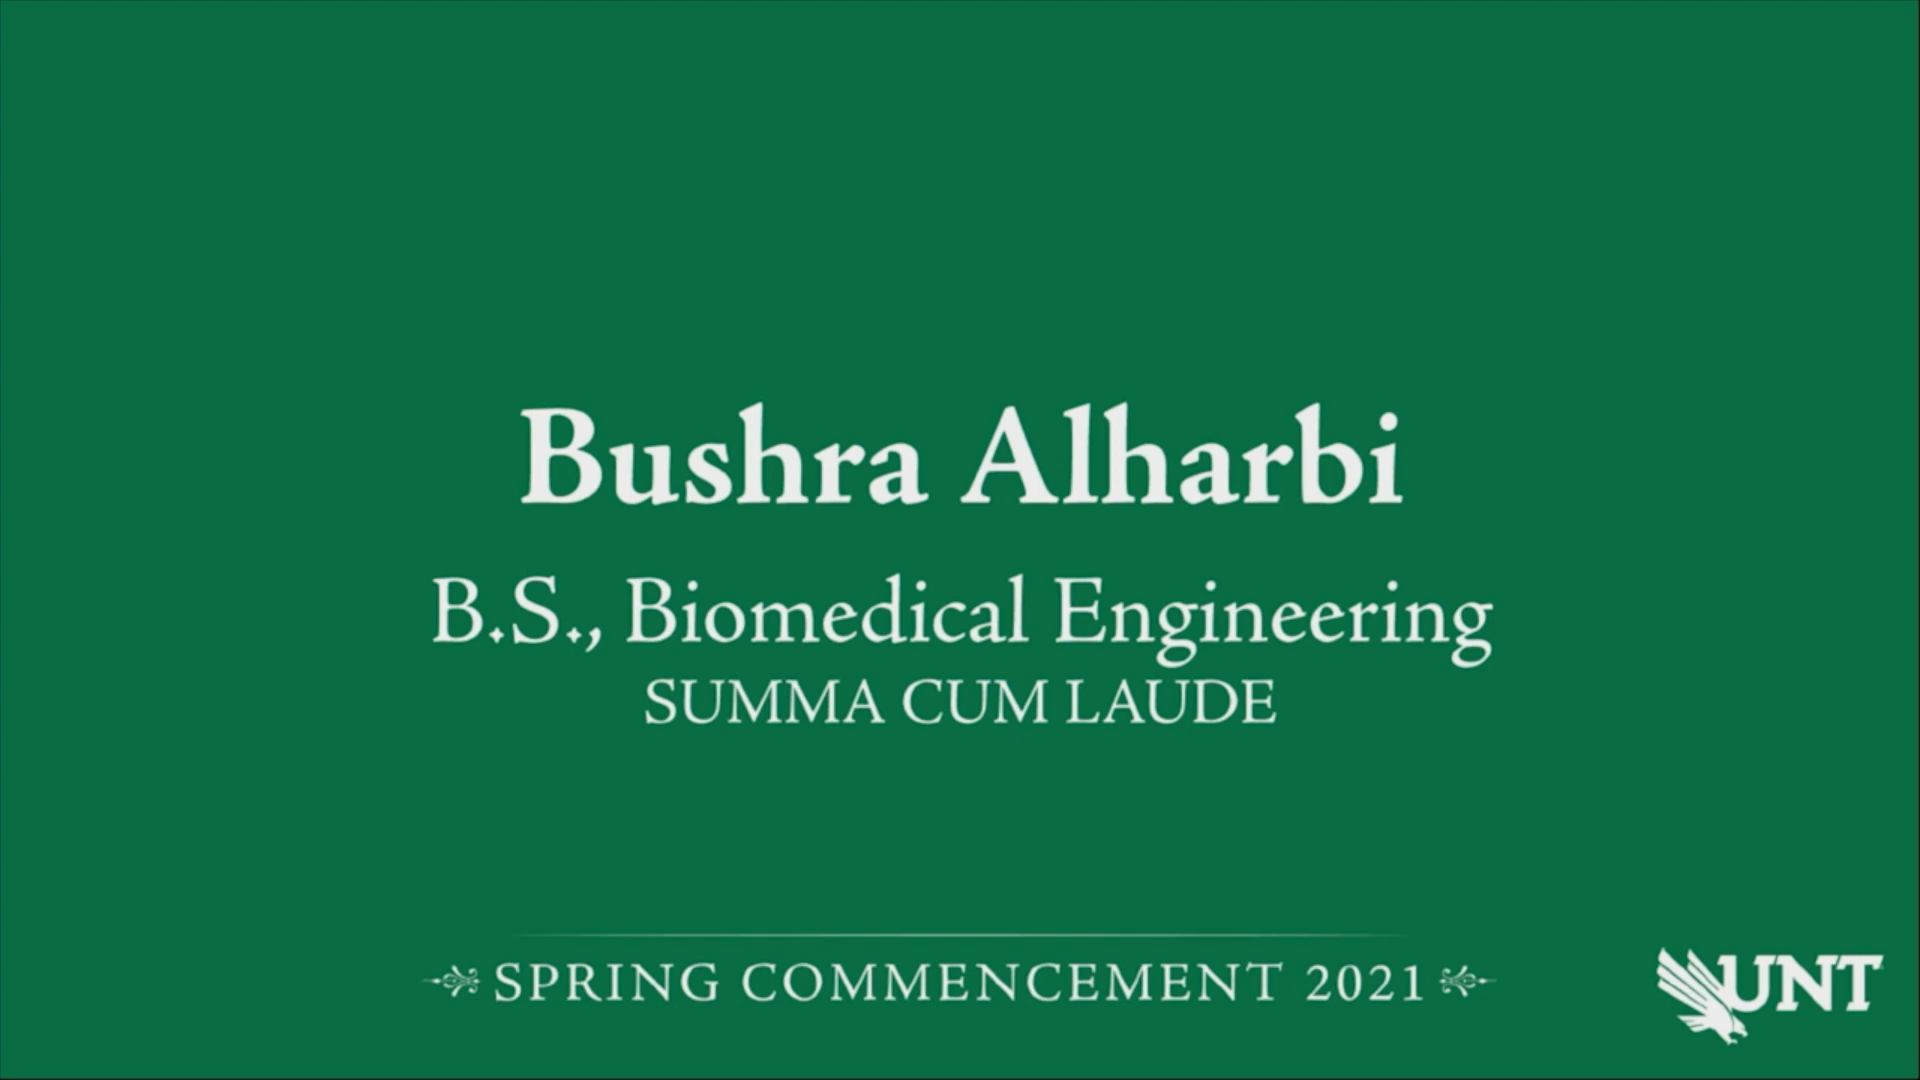 Bushra Alharbi
B.S., Biomedical Engineering
SUMMA CUM LAUDE
SPRING COMMENCEMENT 2021
UNT